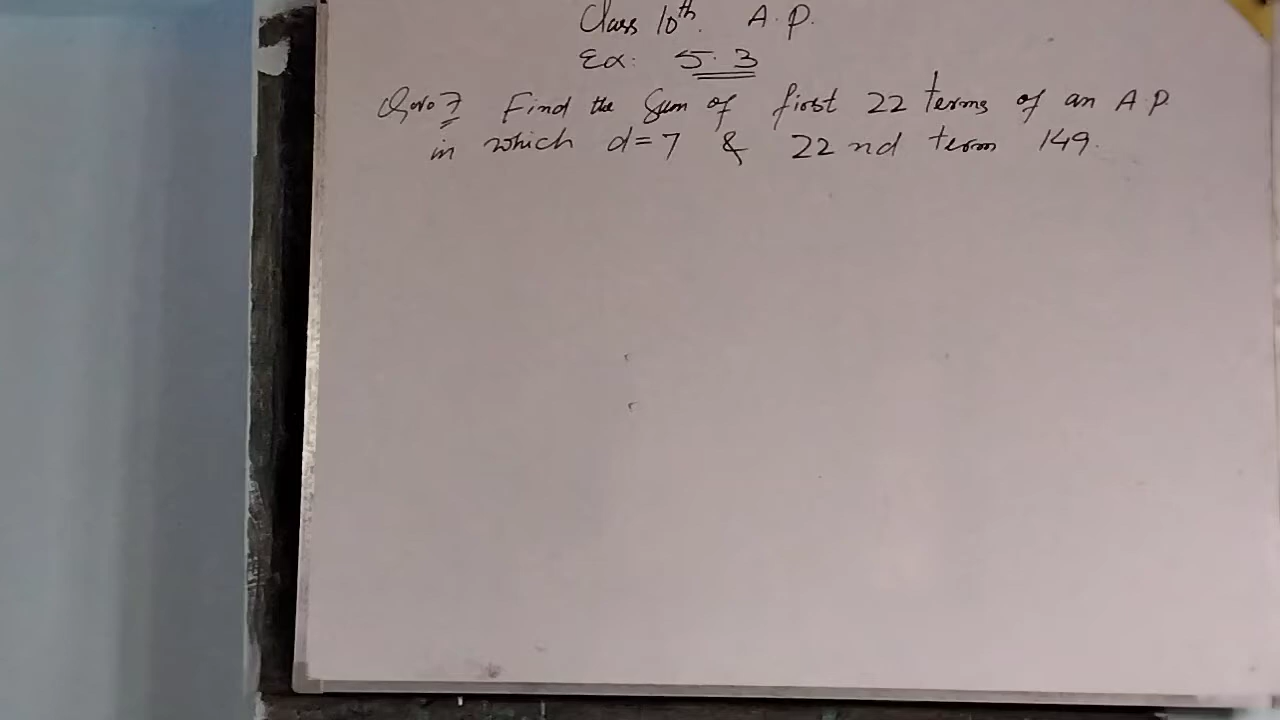 Class 10th. A.P.
Ex: 5.3
Q.no 7 Find the Sum of first 22 terms of an A.P
in which d=7 & 22nd term 149.